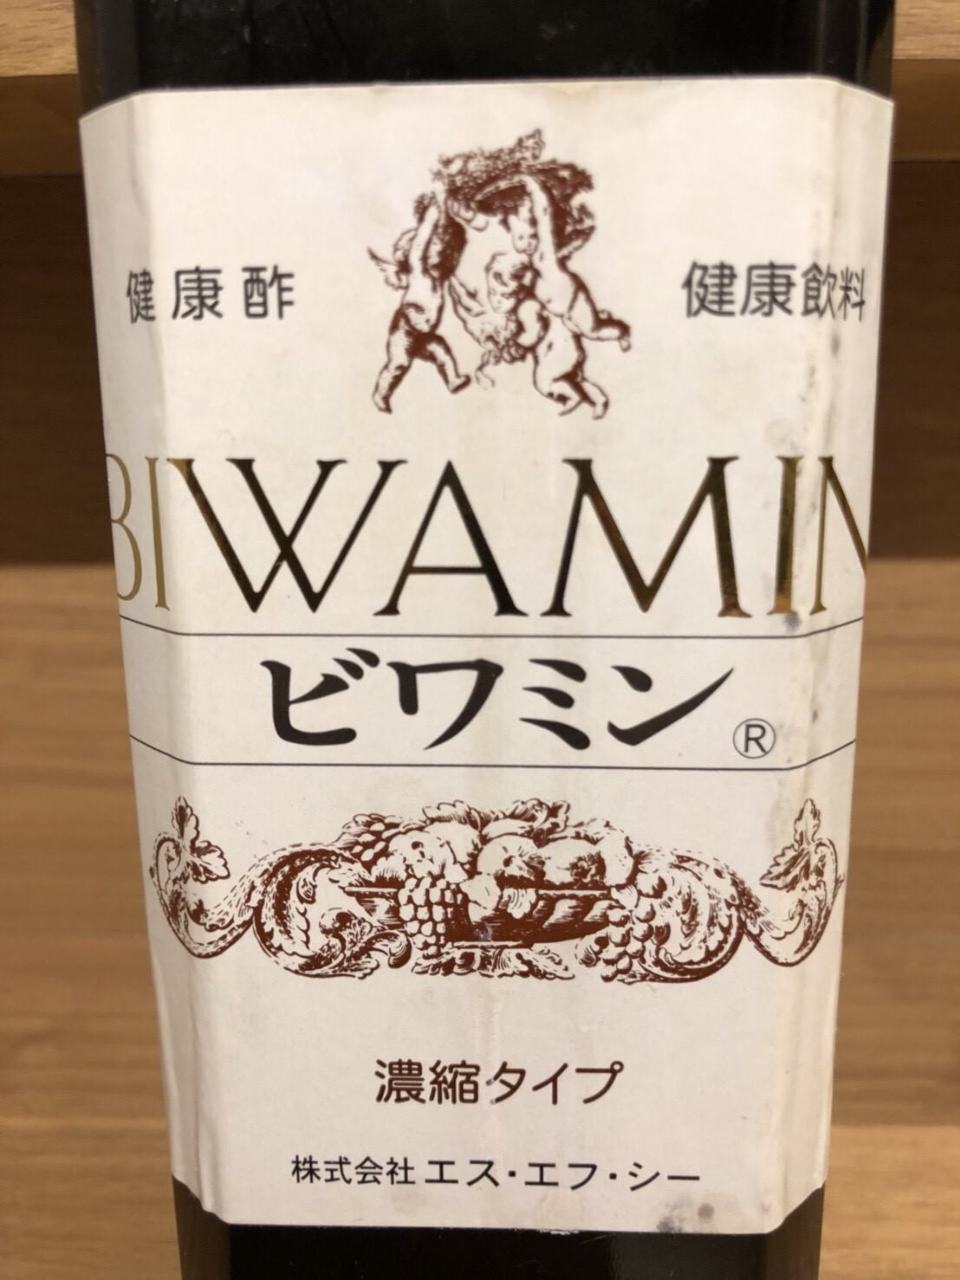 健康酢
健康飲料
BIWAMIN
ビワミン®
濃縮タイプ
株式会社エス・エフ・シー